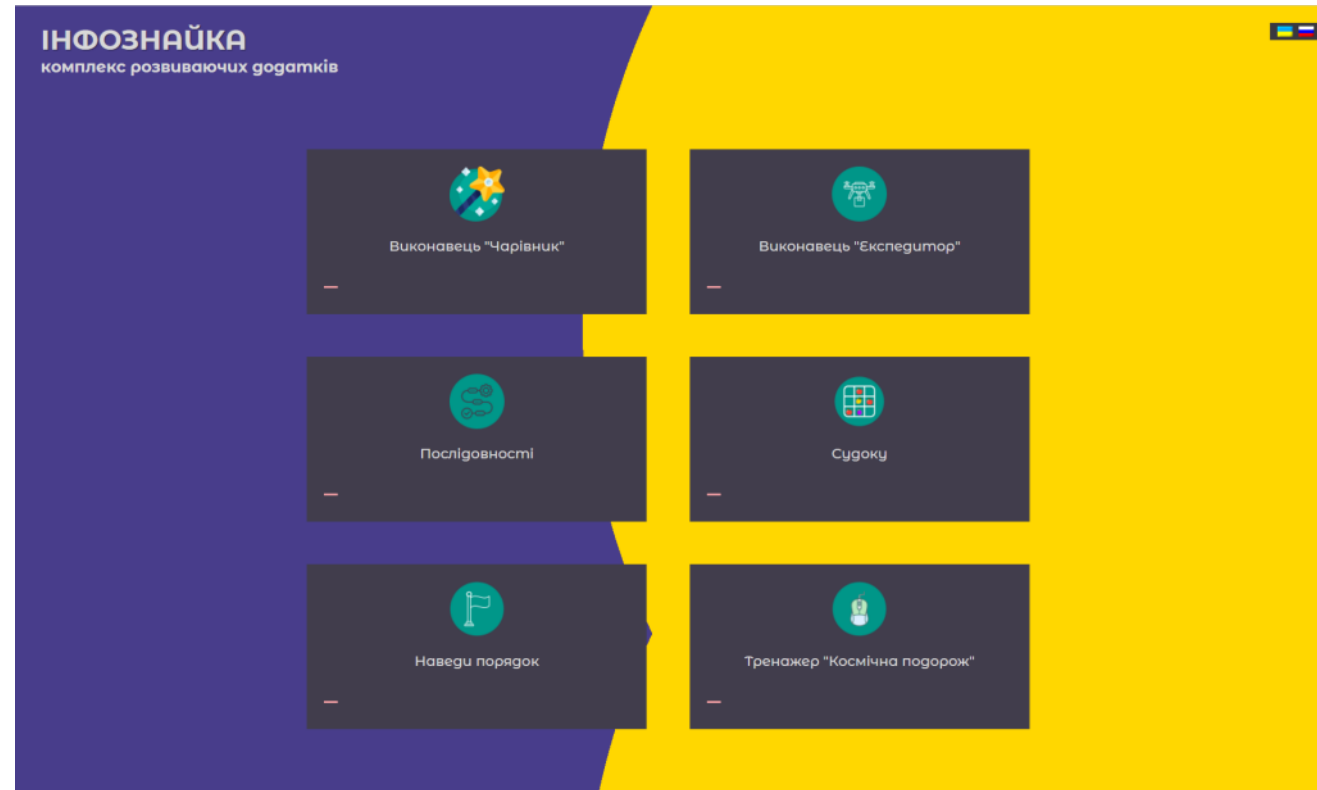 ІНФОЗНАЙКА
комплекс розвиваючих додатків
Виконавець "Чарівник"
Виконавець "Експедитор"
Послідовності
Судоку
Наведи порядок
Тренажер "Космічна подорож"